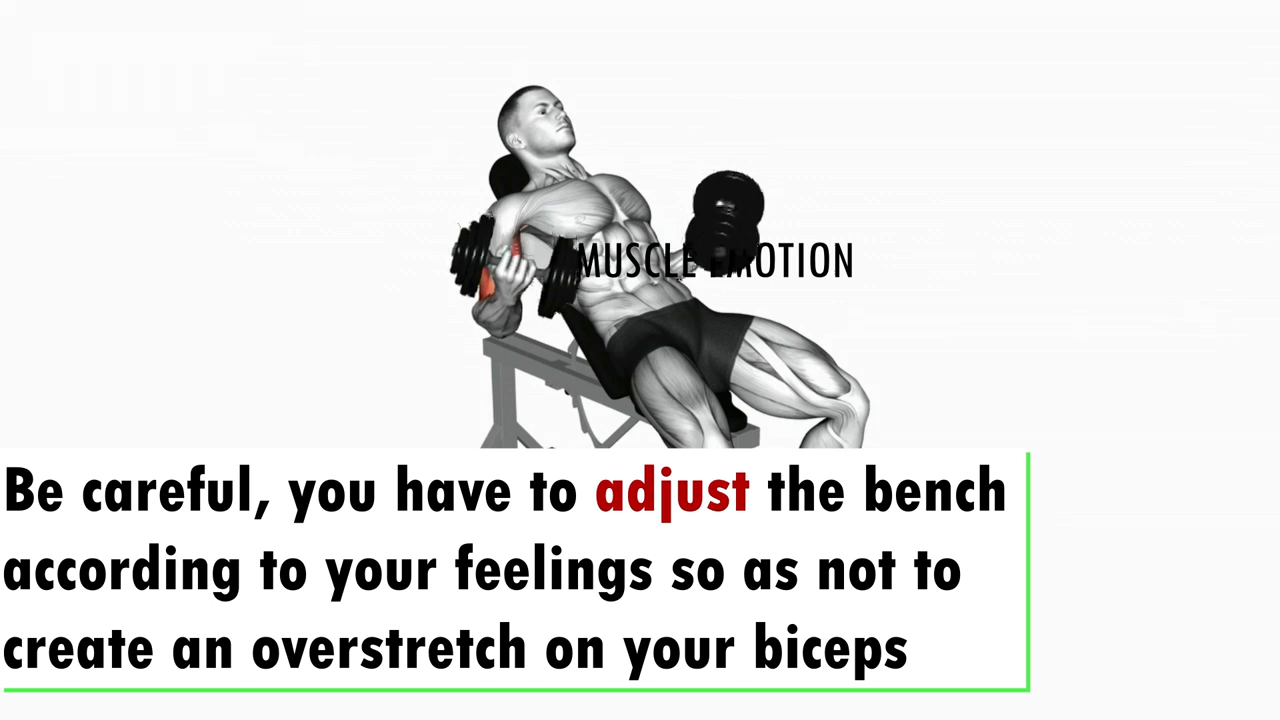 MUSCLE EMOTION
Be careful, you have to adjust the bench
according to your feelings so as not to
create an overstretch on your biceps